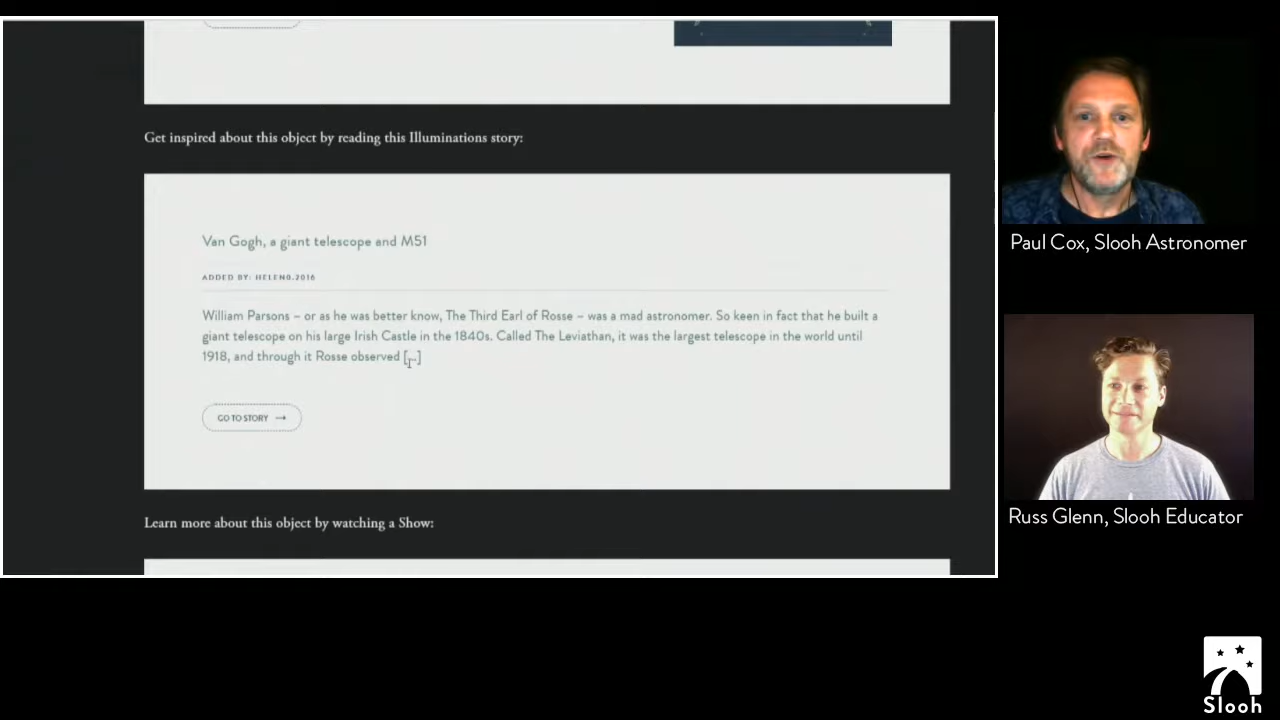 Get inspired about this object by reading this Illuminations story:
Van Gogh, a giant telescope and M51
ADDED BY: HELEN0.2016
William Parsons – or as he was better know, The Third Earl of Rosse – was a mad astronomer. So keen in fact that he built a
giant telescope on his large Irish Castle in the 1840s. Called The Leviathan, it was the largest telescope in the world until
1918, and through it Rosse observed [...]
GO TO STORY →
Learn more about this object by watching a Show:
Paul Cox, Slooh Astronomer
Russ Glenn, Slooh Educator
Slooh